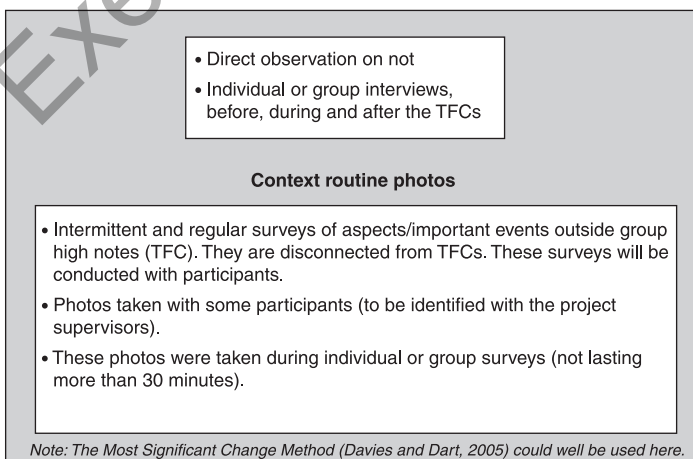 Exe
• Direct observation on not
• Individual or group interviews,
before, during and after the TFCs
Context routine photos
• Intermittent and regular surveys of aspects/important events outside group
high notes (TFC). They are disconnected from TFCs. These surveys will be
conducted with participants.
• Photos taken with some participants (to be identified with the project
supervisors).
• These photos were taken during individual or group surveys (not lasting
more than 30 minutes).
Note: The Most Significant Change Method (Davies and Dart, 2005) could well be used here.